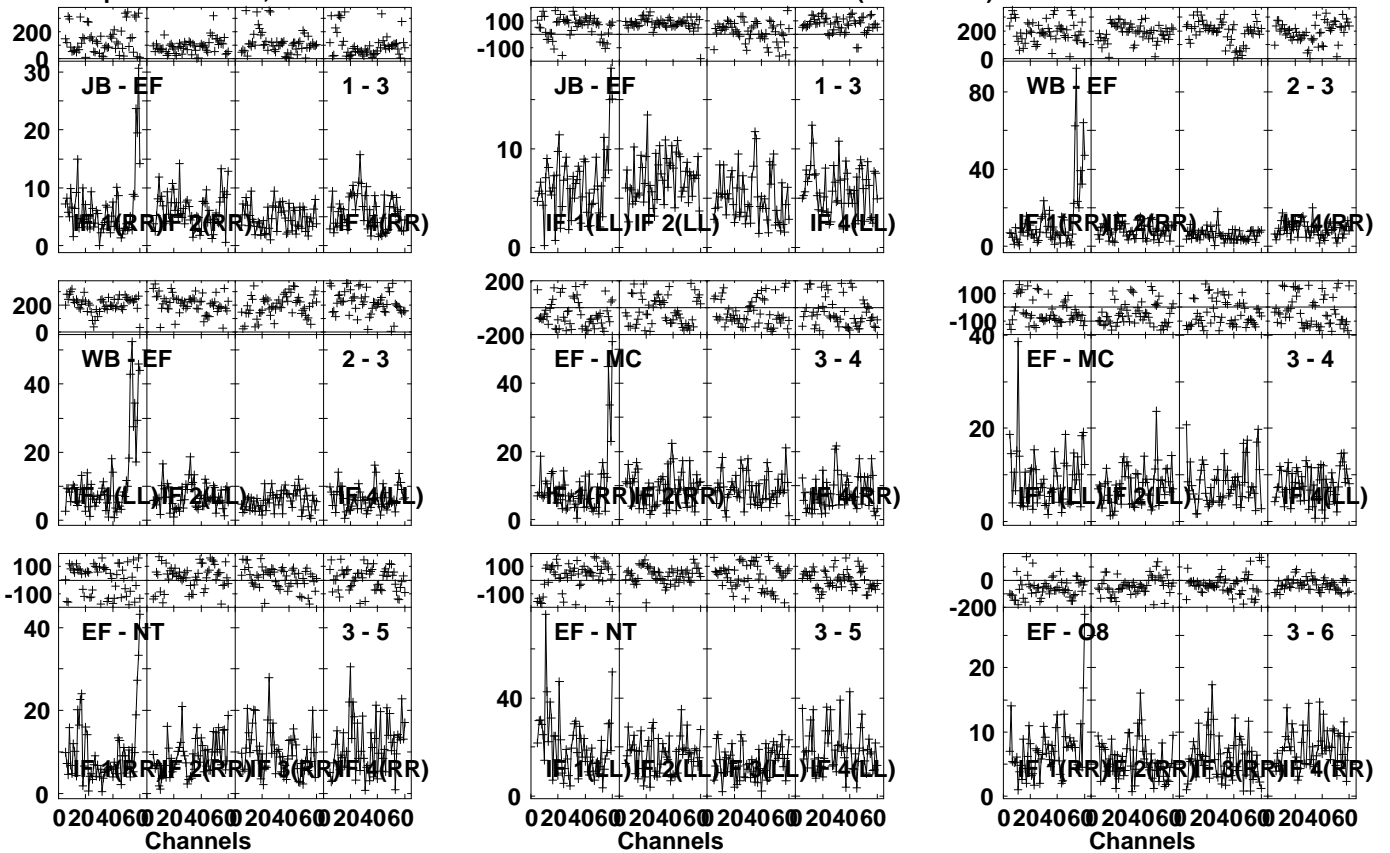 200
0
100
-100
200
0
30
20
10
0
JB - EF
1 - 3
IF 1(RR)
IF 2(RR)
IF 4(RR)
10
0
JB - EF
1 - 3
IF 1(LL)
IF 2(LL)
IF 4(LL)
80
60
40
20
0
WB - EF
2 - 3
IF 1(RR)
IF 2(RR)
IF 4(RR)
200
0
200
-200
100
-100
40
20
0
WB - EF
2 - 3
IF 1(LL)
IF 2(LL)
IF 4(LL)
40
20
0
EF - MC
3 - 4
IF 1(RR)
IF 2(RR)
IF 4(RR)
40
20
0
EF - MC
3 - 4
IF 1(LL)
IF 2(LL)
IF 4(LL)
100
-100
100
-100
0
-200
40
30
20
10
0
EF - NT
3 - 5
IF 1(RR)
IF 2(RR)
IF 3(RR)
IF 4(RR)
40
0
EF - NT
3 - 5
IF 1(LL)
IF 2(LL)
IF 3(LL)
IF 4(LL)
20
10
0
EF - O8
3 - 6
IF 1(RR)
IF 2(RR)
IF 3(RR)
IF 4(RR)
0 20 40 60 0 20 40 60 0 20 40 60 0 20 40 60
0 20 40 60 0 20 40 60 0 20 40 60 0 20 40 60
0 20 40 60 0 20 40 60 0 20 40 60 0 20 40 60
Channels
Channels
Channels